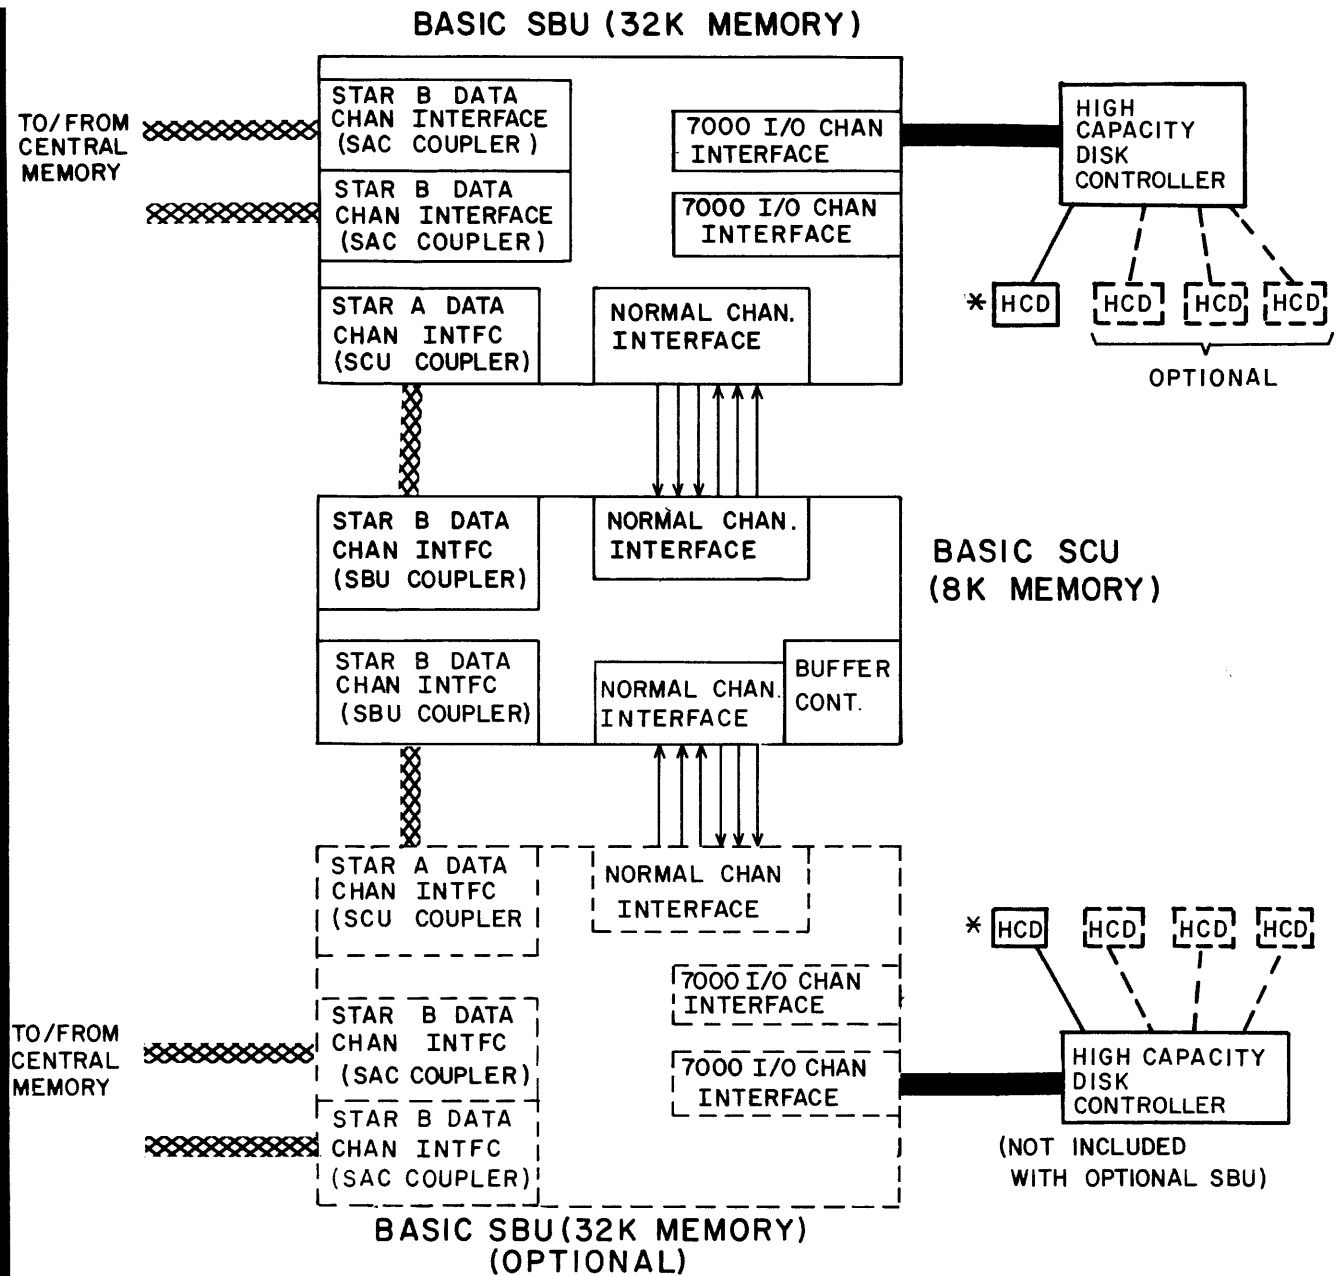 BASIC SBU (32K MEMORY)
TO/FROM
CENTRAL
MEMORY
STAR B DATA
CHAN INTERFACE
(SAC COUPLER)
STAR B DATA
CHAN INTERFACE
(SAC COUPLER)
7000 I/O CHAN
INTERFACE
7000 I/O CHAN
INTERFACE
HIGH
CAPACITY
DISK
CONTROLLER
* HCD HCD HCD HCD
OPTIONAL
STAR A DATA
CHAN INTFC
(SCU COUPLER)
NORMAL CHAN.
INTERFACE
STAR B DATA
CHAN INTFC
(SBU COUPLER)
NORMAL CHAN.
INTERFACE
BASIC SCU
(8K MEMORY)
STAR B DATA
CHAN INTFC
(SBU COUPLER)
NORMAL CHAN.
INTERFACE
BUFFER
CONT.
STAR A DATA
CHAN INTFC
(SCU COUPLER
NORMAL CHAN
INTERFACE
* HCD HCD HCD HCD
7000 I/O CHAN
INTERFACE
TO/FROM
CENTRAL
MEMORY
STAR B DATA
CHAN INTFC
(SAC COUPLER)
7000 I/O CHAN
INTERFACE
HIGH CAPACITY
DISK
CONTROLLER
STAR B DATA
CHAN INTFC
(SAC COUPLER)
(NOT INCLUDED
WITH OPTIONAL SBU)
BASIC SBU (32K MEMORY)
(OPTIONAL)